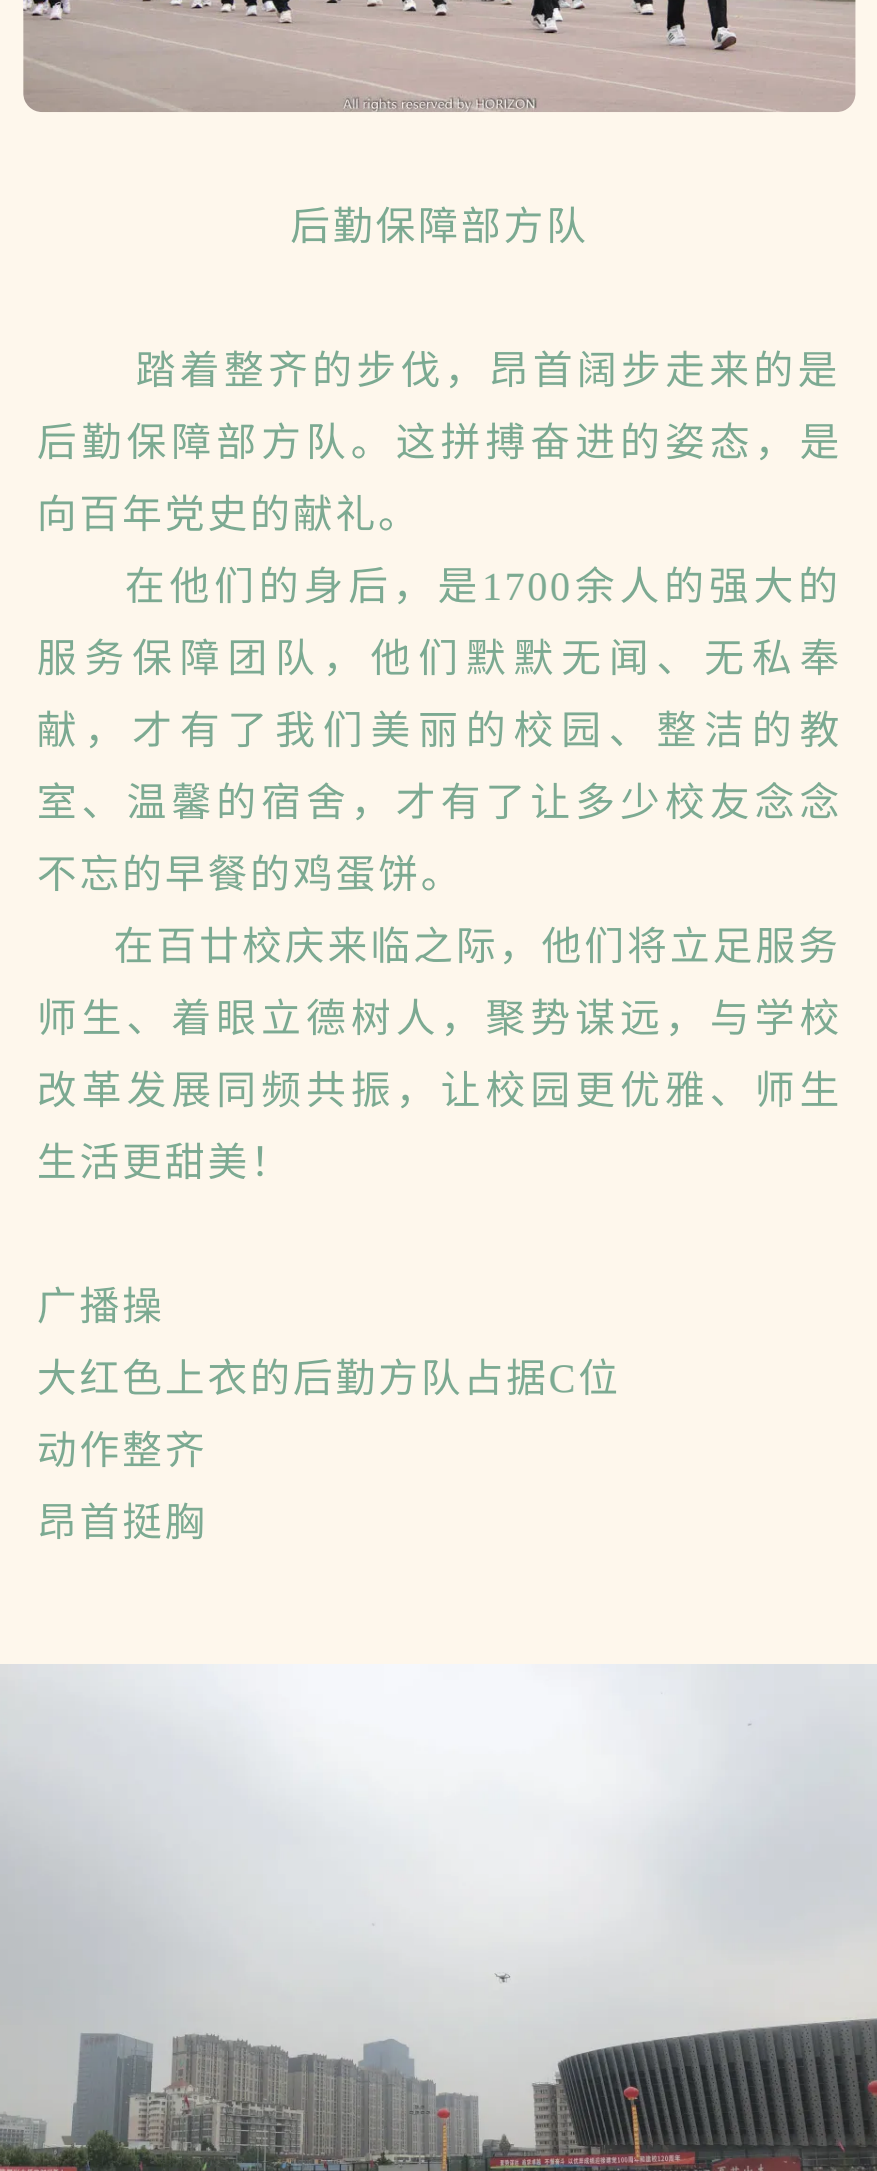 All rights reserved by HORIZON
后勤保障部方队
踏着整齐的步伐，昂首阔步走来的是
后勤保障部方队。这拼搏奋进的姿态，是
向百年党史的献礼。
在他们的身后，是1700余人的强大的
服务保障团队，他们默默无闻、无私奉
献，才有了我们美丽的校园、整洁的教
室、温馨的宿舍，才有了让多少校友念念
不忘的早餐的鸡蛋饼。
在百廿校庆来临之际，他们将立足服务
师生、着眼立德树人，聚势谋远，与学校
改革发展同频共振，让校园更优雅、师生
生活更甜美！
广播操
大红色上衣的后勤方队占据C位
动作整齐
昂首挺胸